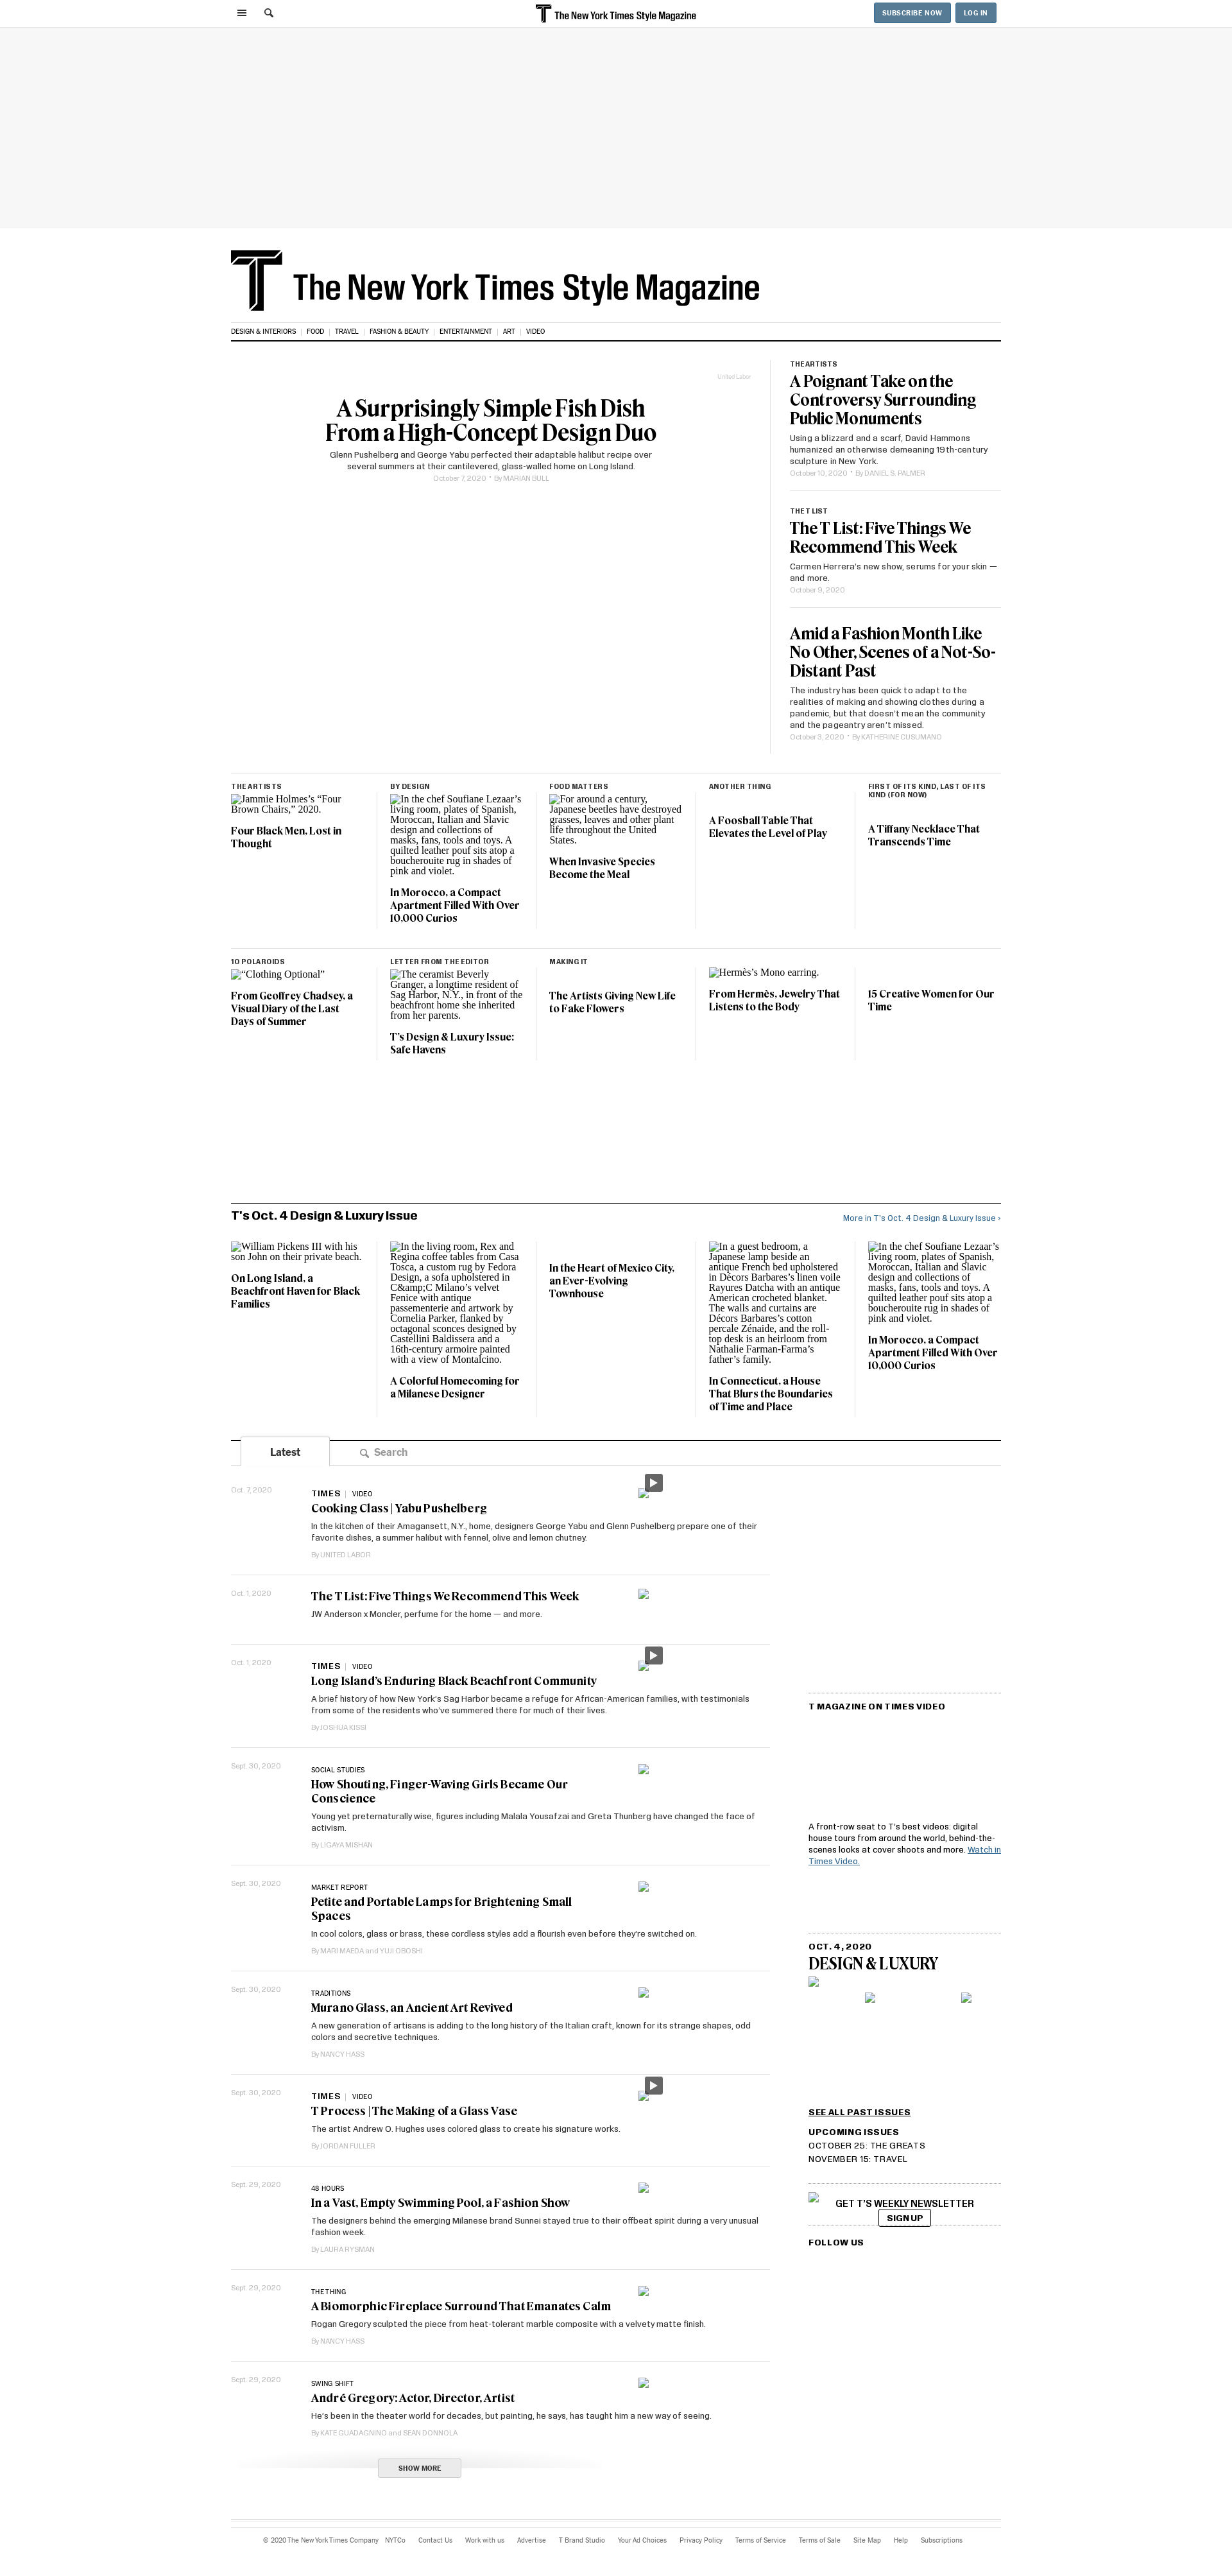 The New York Times Style Magazine
SUBSCRIBE NOW
LOG IN
The New York Times Style Magazine
DESIGN & INTERIORS
FOOD
TRAVEL
FASHION & BEAUTY
ENTERTAINMENT
ART
VIDEO
United Labor
A Surprisingly Simple Fish Dish
From a High-Concept Design Duo
Glenn Pushelberg and George Yabu perfected their adaptable halibut recipe over
several summers at their cantilevered, glass-walled home on Long Island.
October 7, 2020 • By MARIAN BULL
THE ARTISTS
A Poignant Take on the
Controversy Surrounding
Public Monuments
Using a blizzard and a scarf, David Hammons
humanized an otherwise demeaning 19th-century
sculpture in New York.
October 10, 2020 • By DANIEL S. PALMER
THE T LIST
The T List: Five Things We
Recommend This Week
Carmen Herrera's new show, serums for your skin —
and more.
October 9, 2020
Amid a Fashion Month Like
No Other, Scenes of a Not-So-
Distant Past
The industry has been quick to adapt to the
realities of making and showing clothes during a
pandemic, but that doesn't mean the community
and the pageantry aren't missed.
October 3, 2020 • By KATHERINE CUSUMANO
THE ARTISTS
Jammie Holmes's “Four
Brown Chairs,” 2020.
Four Black Men, Lost in
Thought
BY DESIGN
In the chef Soufiane Lezaar's
living room, plates of Spanish,
Moroccan, Italian and Slavic
design and collections of
masks, fans, tools and toys. A
quilted leather pouf sits atop a
boucherouite rug in shades of
pink and violet.
In Morocco, a Compact
Apartment Filled With Over
10,000 Curios
FOOD MATTERS
For around a century,
Japanese beetles have destroyed
grasses, leaves and other plant
life throughout the United
States.
When Invasive Species
Become the Meal
ANOTHER THING
A Foosball Table That
Elevates the Level of Play
FIRST OF ITS KIND, LAST OF ITS
KIND (FOR NOW)
A Tiffany Necklace That
Transcends Time
10 POLAROIDS
“Clothing Optional”
From Geoffrey Chadsey, a
Visual Diary of the Last
Days of Summer
LETTER FROM THE EDITOR
The ceramist Beverly
Granger, a longtime resident of
Sag Harbor, N.Y., in front of the
beachfront home she inherited
from her parents.
T's Design & Luxury Issue:
Safe Havens
MAKING IT
The Artists Giving New Life
to Fake Flowers
Hermès's Mono earring.
From Hermès, Jewelry That
Listens to the Body
15 Creative Women for Our
Time
T's Oct. 4 Design & Luxury Issue
More in T's Oct. 4 Design & Luxury Issue ›
William Pickens III with his
son John on their private beach.
On Long Island, a
Beachfront Haven for Black
Families
In the living room, Rex and
Regina coffee tables from Casa
Tosca, a custom rug by Fedora
Design, a sofa upholstered in
C&amp;C Milano's velvet
Fenice with antique
passementerie and artwork by
Cornelia Parker, flanked by
octagonal sconces designed by
Castellini Baldissera and a
16th-century armoire painted
with a view of Montalcino.
A Colorful Homecoming for
a Milanese Designer
In the Heart of Mexico City,
an Ever-Evolving
Townhouse
In a guest bedroom, a
Japanese lamp beside an
antique French bed upholstered
in Dècors Barbares's linen voile
Rayures Datcha with an antique
American crocheted blanket.
The walls and curtains are
Décors Barbares's cotton
percale Zénaide, and the roll-
top desk is an heirloom from
Nathalie Farman-Farma's
father's family.
In Connecticut, a House
That Blurs the Boundaries
of Time and Place
In the chef Soufiane Lezaar's
living room, plates of Spanish,
Moroccan, Italian and Slavic
design and collections of
masks, fans, tools and toys. A
quilted leather pouf sits atop a
boucherouite rug in shades of
pink and violet.
In Morocco, a Compact
Apartment Filled With Over
10,000 Curios
Latest
Search
Oct. 7, 2020
TIMES | VIDEO
Cooking Class | Yabu Pushelberg
In the kitchen of their Amagansett, N.Y., home, designers George Yabu and Glenn Pushelberg prepare one of their
favorite dishes, a summer halibut with fennel, olive and lemon chutney.
By UNITED LABOR
Oct. 1, 2020
The T List: Five Things We Recommend This Week
JW Anderson x Moncler, perfume for the home — and more.
Oct. 1, 2020
TIMES | VIDEO
Long Island's Enduring Black Beachfront Community
A brief history of how New York's Sag Harbor became a refuge for African-American families, with testimonials
from some of the residents who've summered there for much of their lives.
By JOSHUA KISSI
Sept. 30, 2020
SOCIAL STUDIES
How Shouting, Finger-Waving Girls Became Our
Conscience
Young yet preternaturally wise, figures including Malala Yousafzai and Greta Thunberg have changed the face of
activism.
By LIGAYA MISHAN
Sept. 30, 2020
MARKET REPORT
Petite and Portable Lamps for Brightening Small
Spaces
In cool colors, glass or brass, these cordless styles add a flourish even before they're switched on.
By MARI MAEDA and YUJI OBOSHI
Sept. 30, 2020
TRADITIONS
Murano Glass, an Ancient Art Revived
A new generation of artisans is adding to the long history of the Italian craft, known for its strange shapes, odd
colors and secretive techniques.
By NANCY HASS
Sept. 30, 2020
TIMES | VIDEO
T Process | The Making of a Glass Vase
The artist Andrew O. Hughes uses colored glass to create his signature works.
By JORDAN FULLER
Sept. 29, 2020
48 HOURS
In a Vast, Empty Swimming Pool, a Fashion Show
The designers behind the emerging Milanese brand Sunnei stayed true to their offbeat spirit during a very unusual
fashion week.
By LAURA RYSMAN
Sept. 29, 2020
THE THING
A Biomorphic Fireplace Surround That Emanates Calm
Rogan Gregory sculpted the piece from heat-tolerant marble composite with a velvety matte finish.
By NANCY HASS
Sept. 29, 2020
SWING SHIFT
André Gregory: Actor, Director, Artist
He's been in the theater world for decades, but painting, he says, has taught him a new way of seeing.
By KATE GUADAGNINO and SEAN DONNOLA
SHOW MORE
T MAGAZINE ON TIMES VIDEO
A front-row seat to T's best videos: digital
house tours from around the world, behind-the-
scenes looks at cover shoots and more. Watch in
Times Video.
OCT. 4, 2020
DESIGN & LUXURY
SEE ALL PAST ISSUES
UPCOMING ISSUES
OCTOBER 25: THE GREATS
NOVEMBER 15: TRAVEL
GET T'S WEEKLY NEWSLETTER
SIGN UP
FOLLOW US
© 2020 The New York Times Company
NYTCo
Contact Us
Work with us
Advertise
T Brand Studio
Your Ad Choices
Privacy Policy
Terms of Service
Terms of Sale
Site Map
Help
Subscriptions